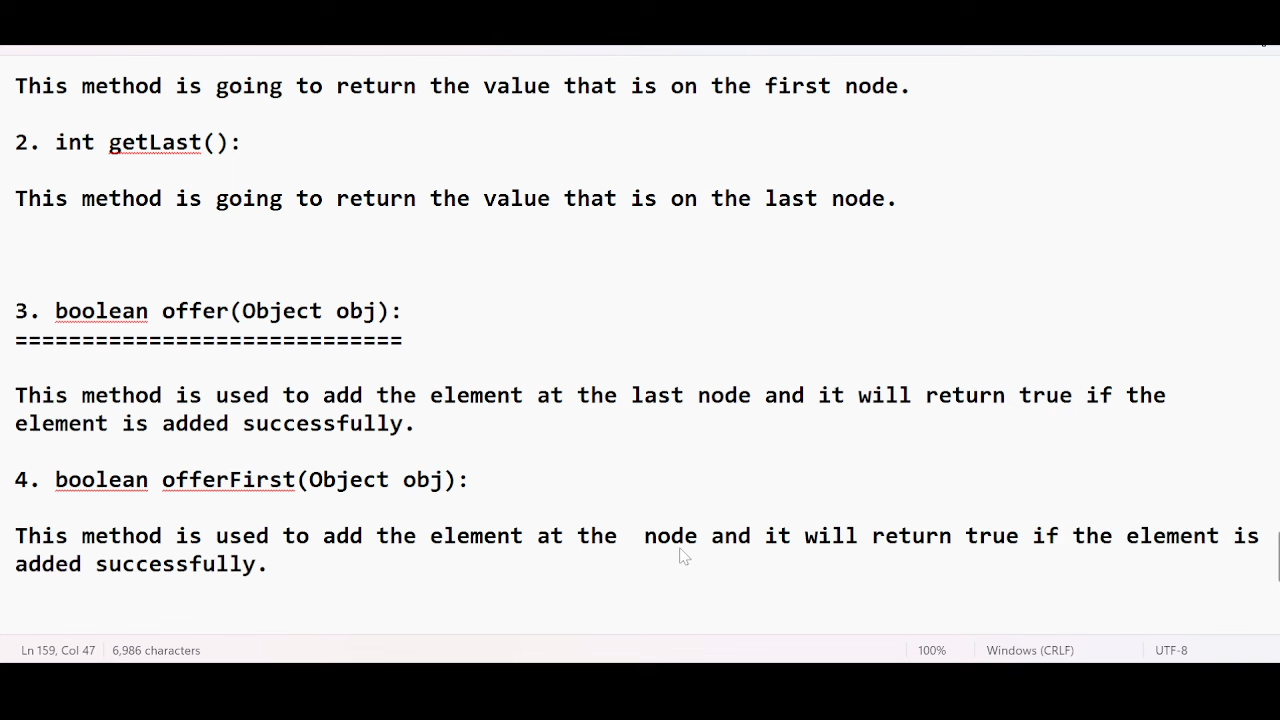 This method is going to return the value that is on the first node.
2. int getLast():
This method is going to return the value that is on the last node.
3. boolean offer(Object obj):
=============================
This method is used to add the element at the last node and it will return true if the
element is added successfully.
4. boolean offerFirst(Object obj):
This method is used to add the element at the  node and it will return true if the element is
added successfully.
Ln 159, Col 47 6,986 characters 100% Windows (CRLF) UTF-8